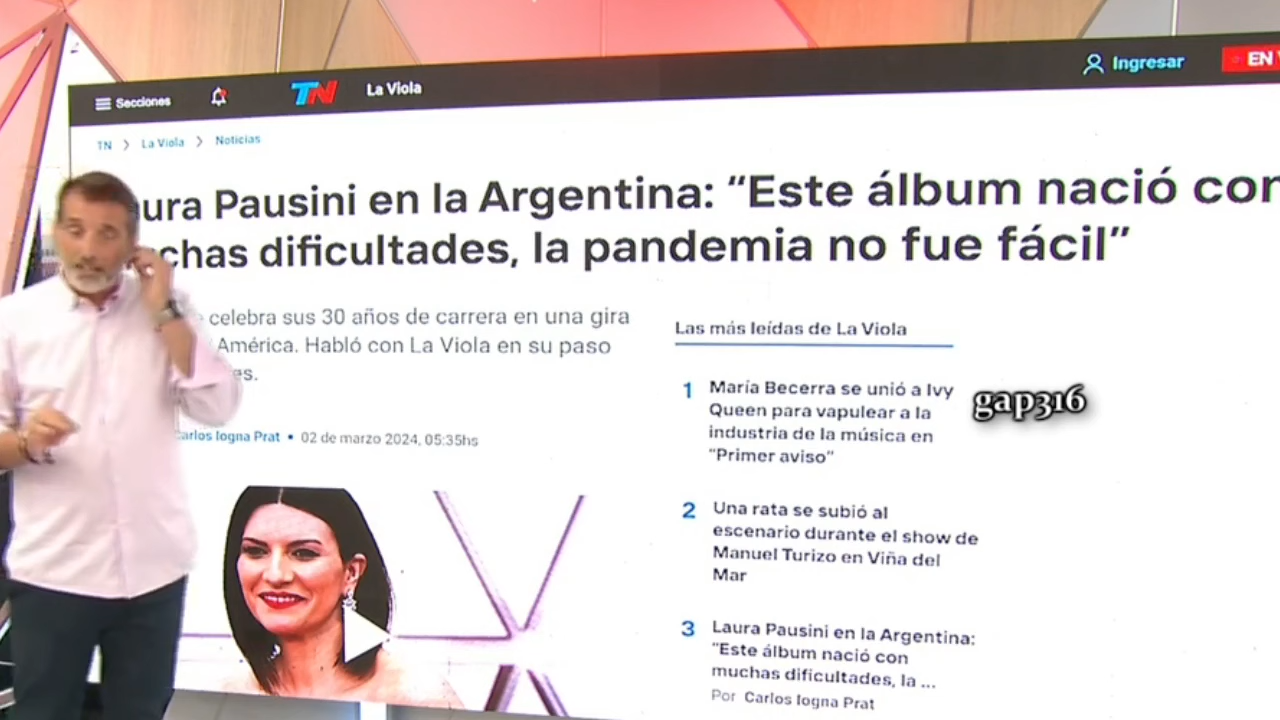 Secciones
TN
La Viola
Ingresar
EN
TN > La Viola > Noticias
ura Pausini en la Argentina: “Este álbum nació con
chas dificultades, la pandemia no fue fácil”
celebra sus 30 años de carrera en una gira
América. Habló con La Viola en su paso
es.
Carlos Iogna Prat • 02 de marzo 2024, 05:35hs
Las más leídas de La Viola
1 María Becerra se unió a Ivy
Queen para vapulear a la
industria de la música en
"Primer aviso"
gap316
2 Una rata se subió al
escenario durante el show de
Manuel Turizo en Viña del
Mar
3 Laura Pausini en la Argentina:
"Este álbum nació con
muchas dificultades, la ...
Por Carlos Iogna Prat